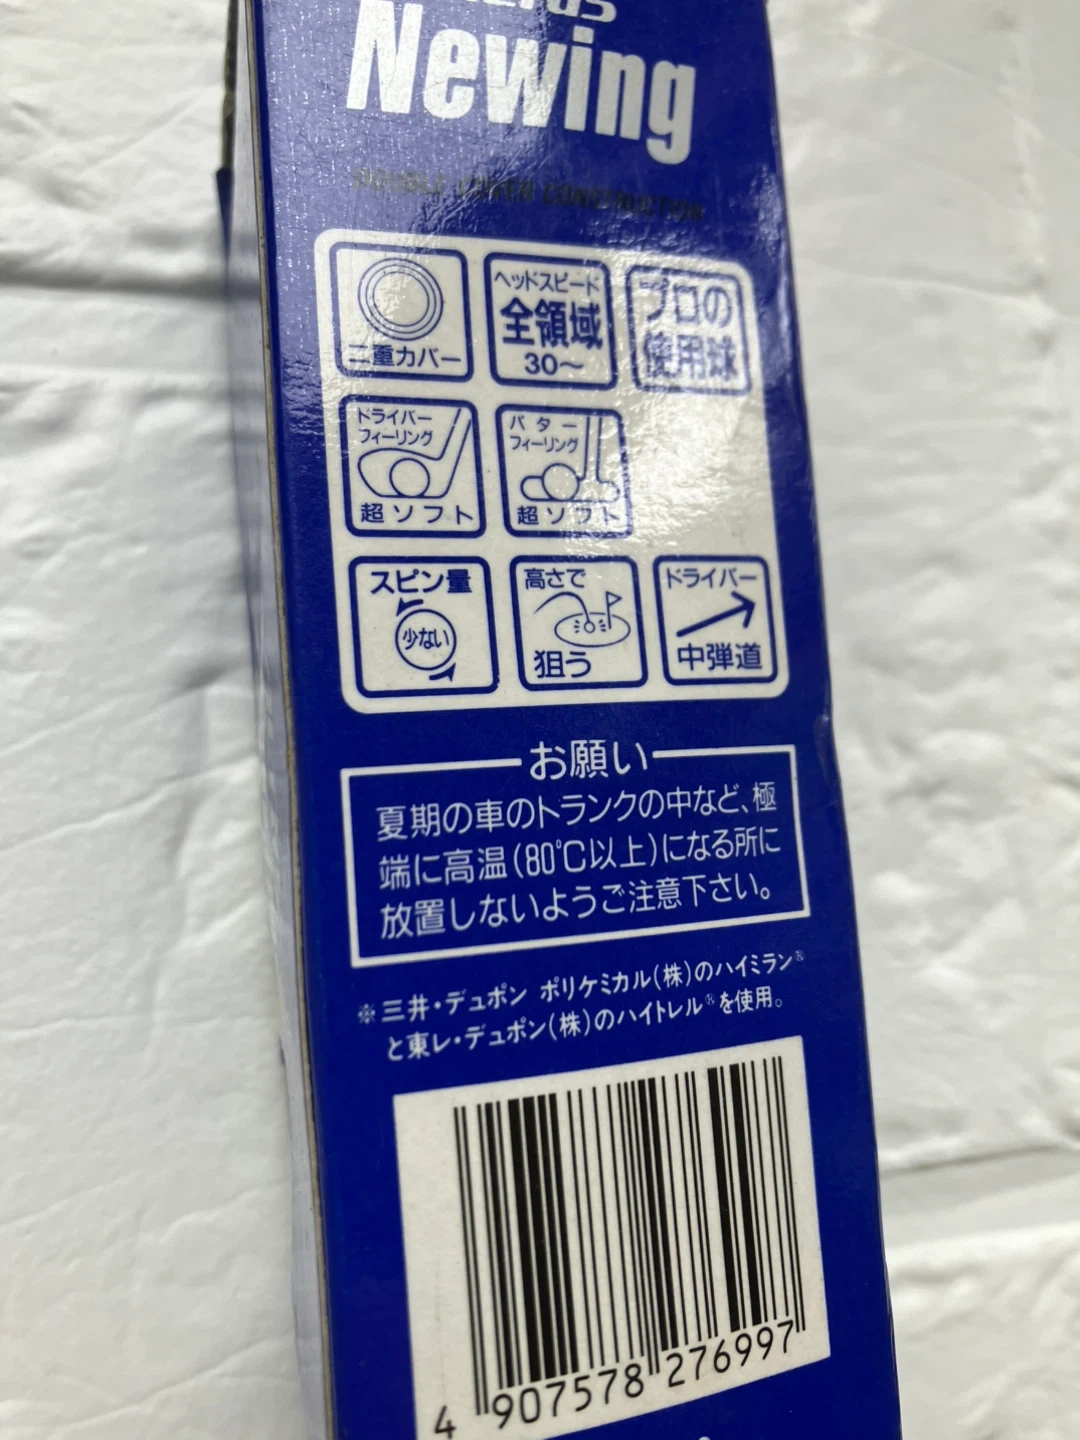 Newing
DOUBLE COVER CONSTRUCTION
二重カバー
ヘッドスピード
全領域
30〜
プロの
使用球
ドライバー
フィーリング
超ソフト
パター
フィーリング
超ソフト
スピン量
少ない
高さで
狙う
ドライバー
中弾道
お願い
夏期の車のトランクの中など、極
端に高温(80℃以上)になる所に
放置しないようご注意下さい。
※三井・デュポン ポリケミカル(株)のハイミラン®
と東レ・デュポン(株)のハイトレル®を使用。
4 907578 276997